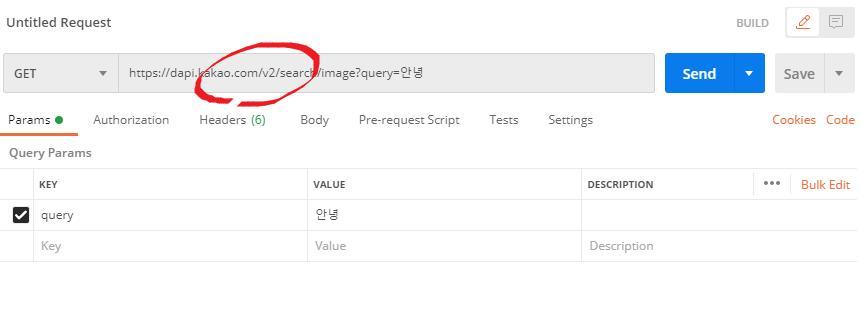 Untitled Request BUILD
GET https://dapi.kakao.com/v2/search/image?query=안녕 Send Save
Params Authorization Headers (6) Body Pre-request Script Tests Settings Cookies Code
Query Params
KEY VALUE DESCRIPTION ••• Bulk Edit
query 안녕
Key Value Description